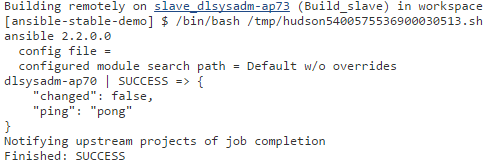 Building remotely on slave_dlsysadm-ap73 (Build_slave) in workspace
[ansible-stable-demo] $ /bin/bash /tmp/hudson5400575536900030513.sh
ansible 2.2.0.0
  config file =
  configured module search path = Default w/o overrides
dlsysadm-ap70 | SUCCESS => {
    "changed": false,
    "ping": "pong"
}
Notifying upstream projects of job completion
Finished: SUCCESS